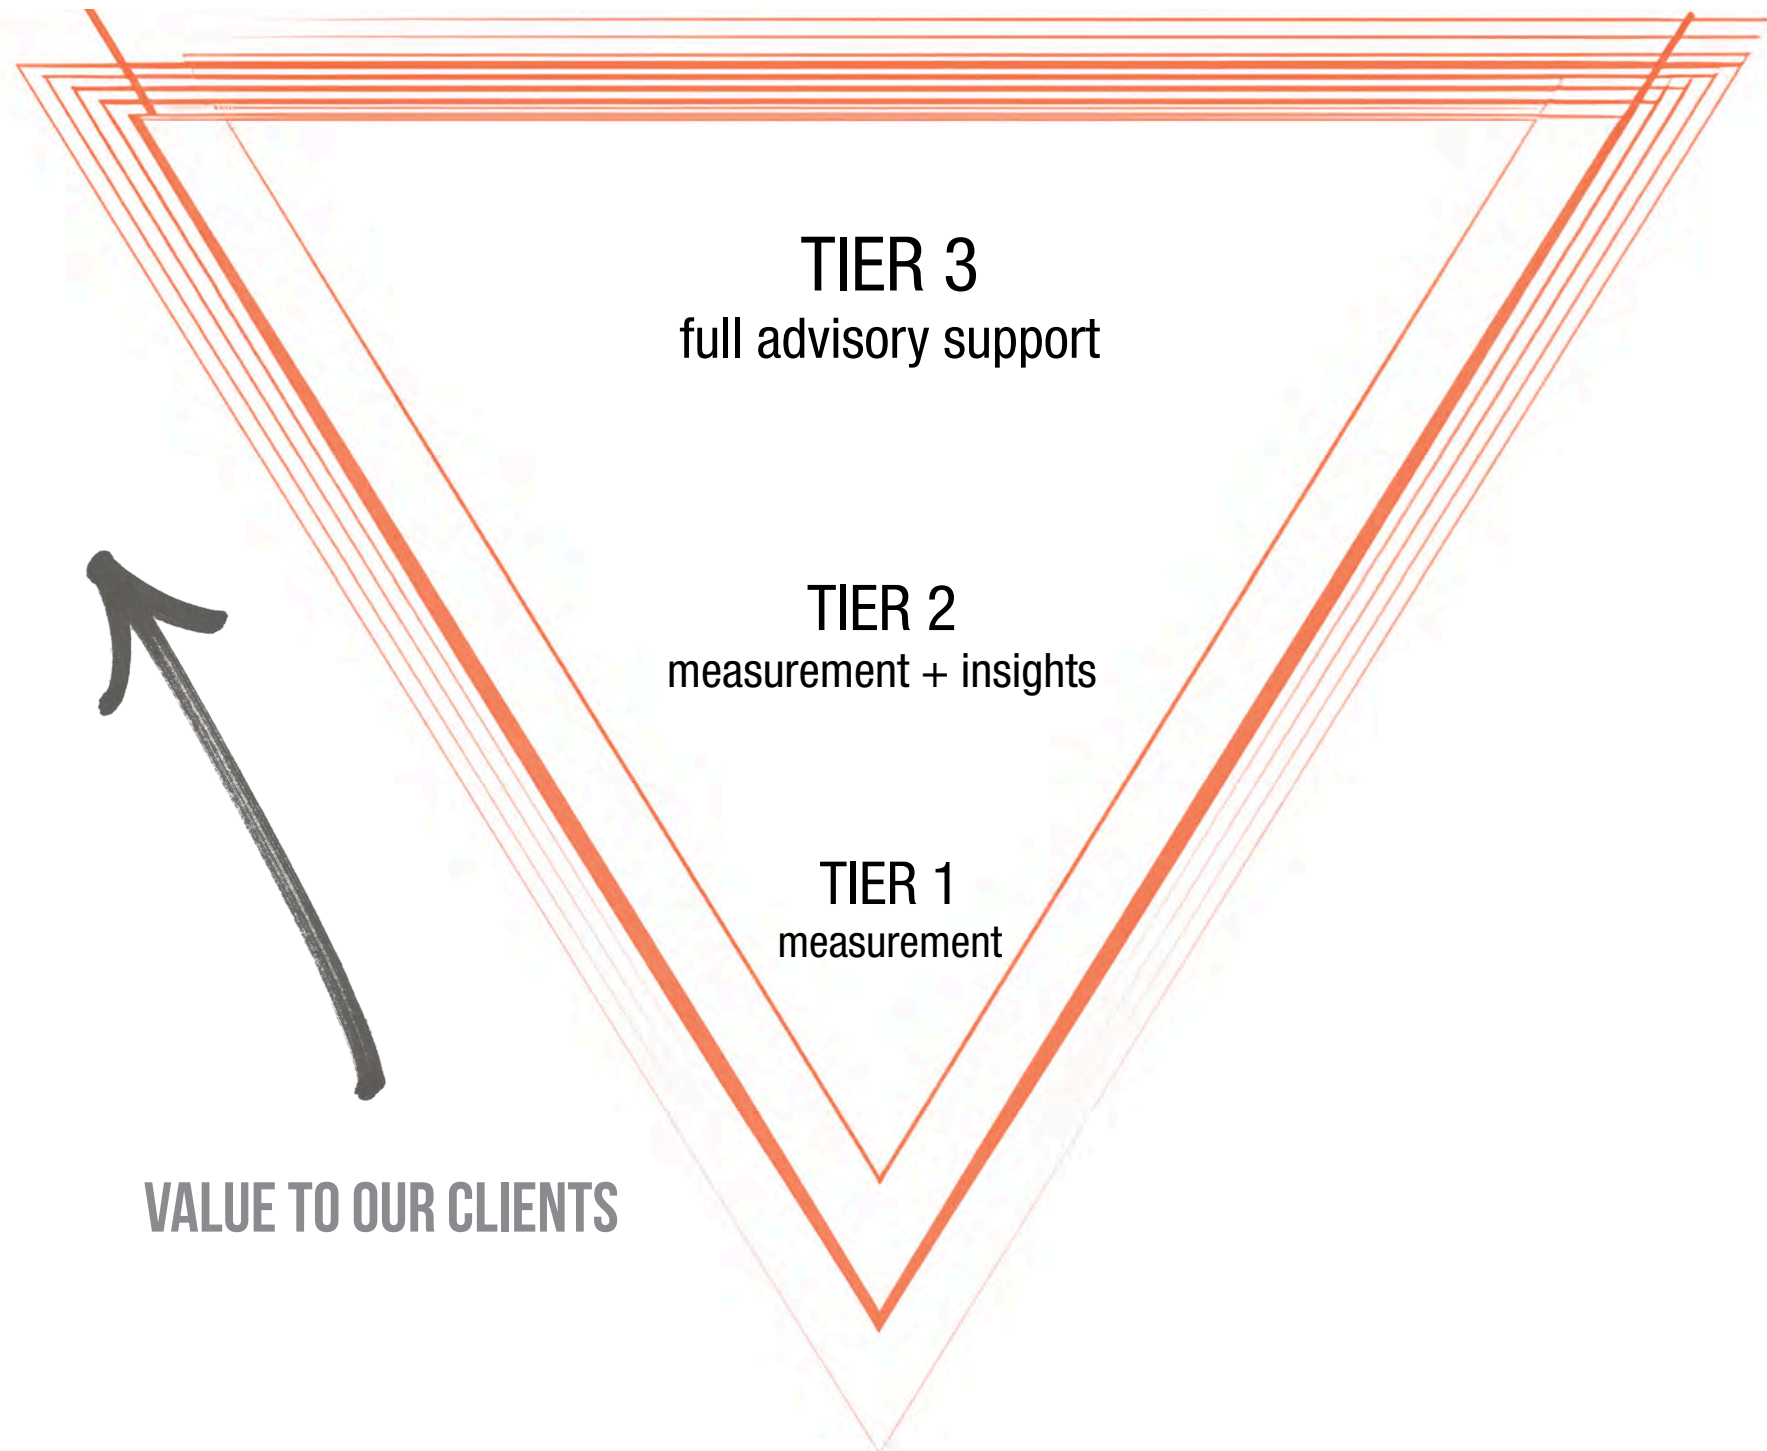 TIER 3
full advisory support
TIER 2
measurement + insights
TIER 1
measurement
VALUE TO OUR CLIENTS